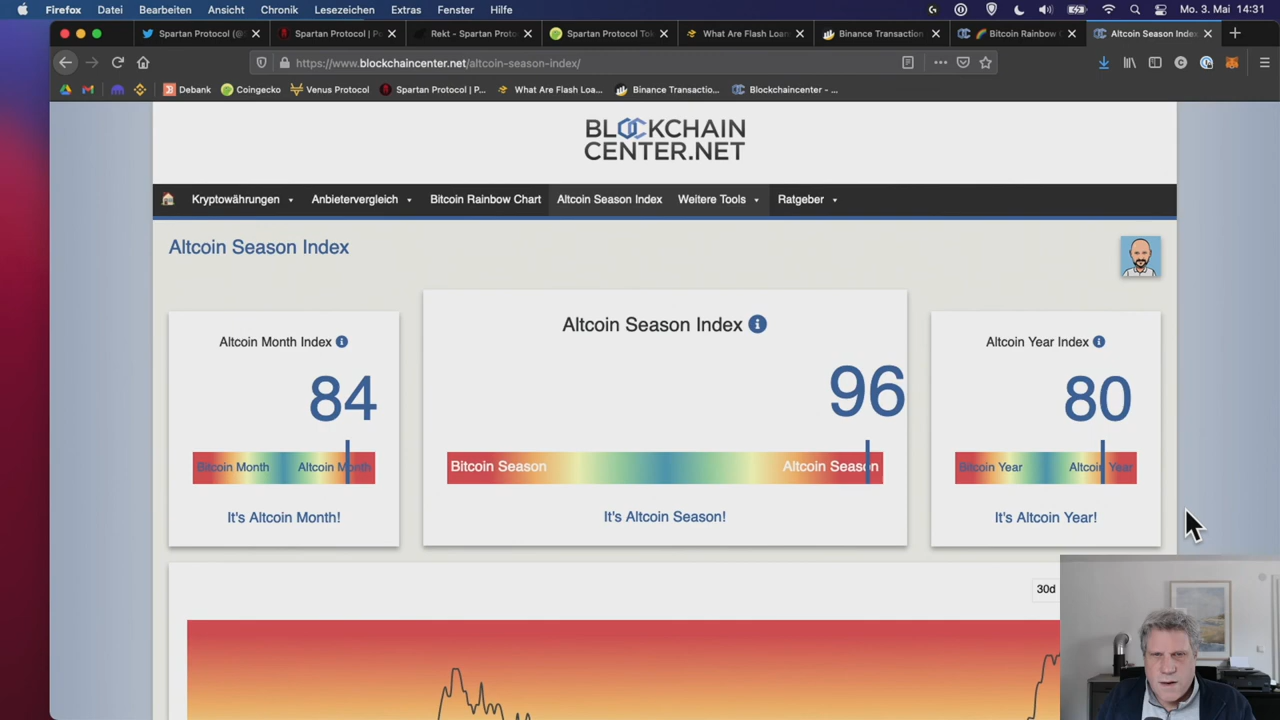 Firefox Datei Bearbeiten Ansicht Chronik Lesezeichen Extras Fenster Hilfe Mo. 3. Mai 14:31
Spartan Protocol (@ Spartan Protocol | P Rekt - Spartan Proto Spartan Protocol Tok What Are Flash Loan Binance Transaction Bitcoin Rainbow C Altcoin Season Index
https://www.blockchaincenter.net/altcoin-season-index/
Debank Coingecko Venus Protocol Spartan Protocol | P... What Are Flash Loa... Binance Transactio... Blockchaincenter - ...
BLOCKCHAIN
CENTER.NET
Kryptowährungen Anbietervergleich Bitcoin Rainbow Chart Altcoin Season Index Weitere Tools Ratgeber
Altcoin Season Index
Altcoin Month Index
84
Bitcoin Month Altcoin Month
It's Altcoin Month!
Altcoin Season Index
96
Bitcoin Season Altcoin Season
It's Altcoin Season!
Altcoin Year Index
80
Bitcoin Year Altcoin Year
It's Altcoin Year!
30d